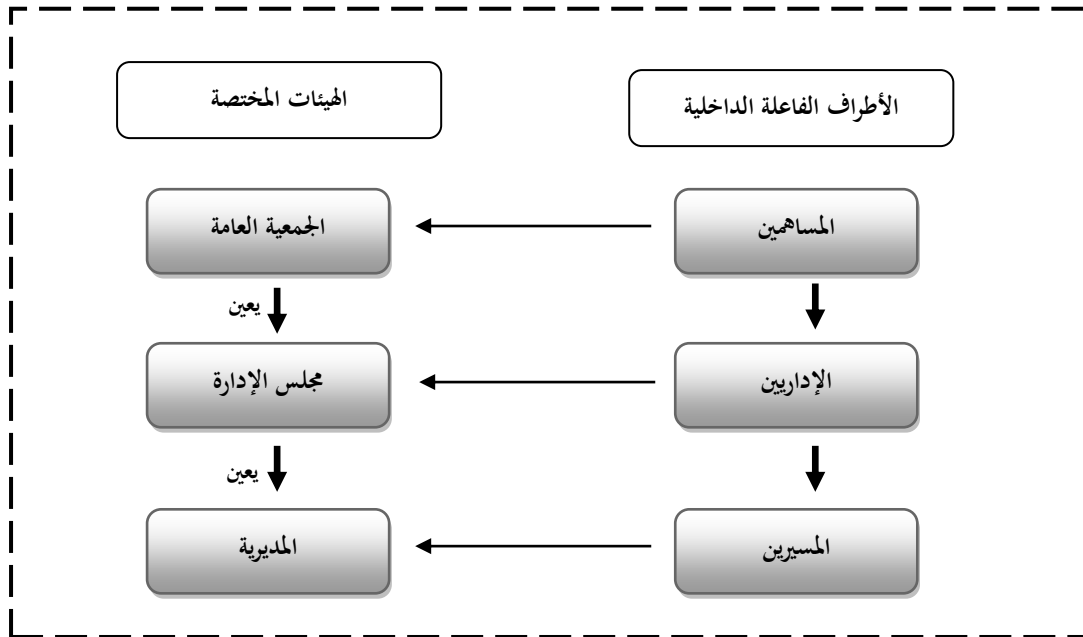 الأطراف الفاعلة الداخلية
الهيئات المختصة
المساهمين
الجمعية العامة
يعين
الإداريين
مجلس الإدارة
يعين
المسيرين
المديرية